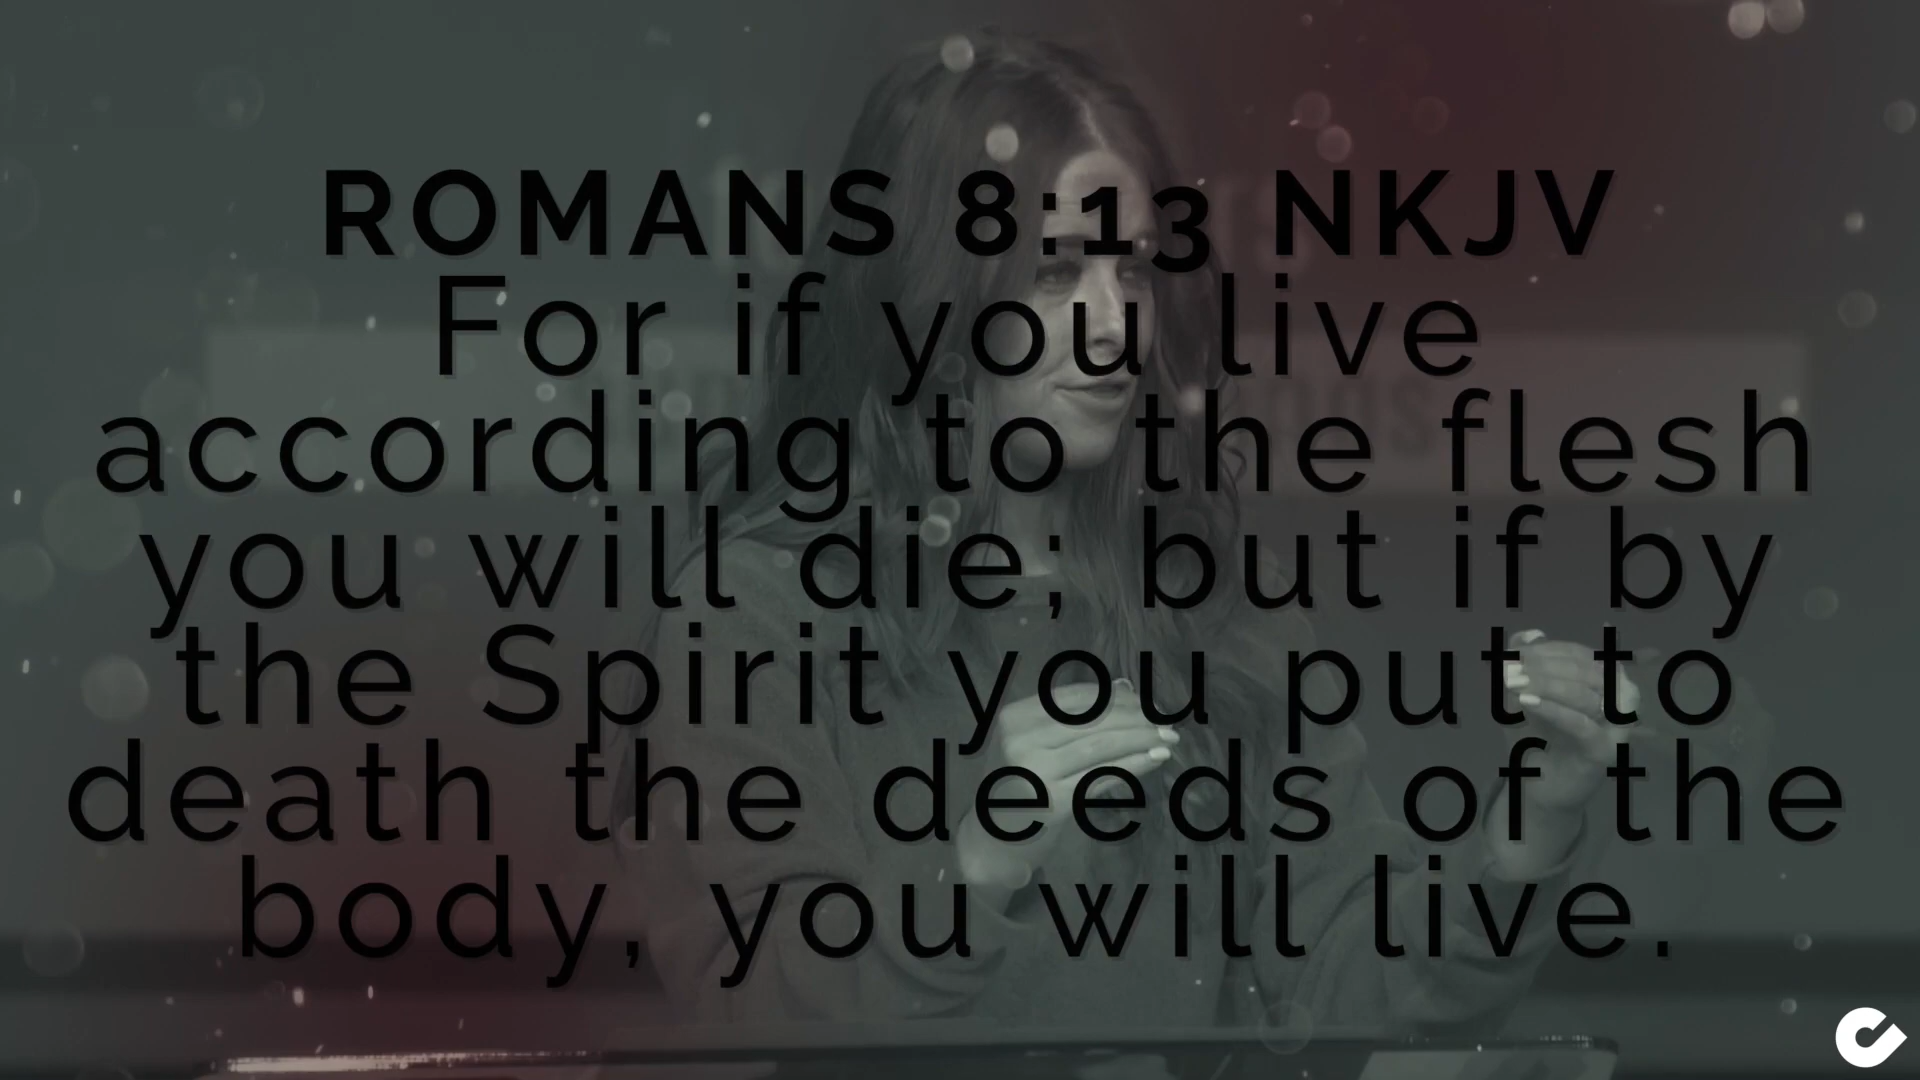 ROMANS 8:13 NKJV
For if you live
according to the flesh
you will die; but if by
the Spirit you put to
death the deeds of the
body, you will live.